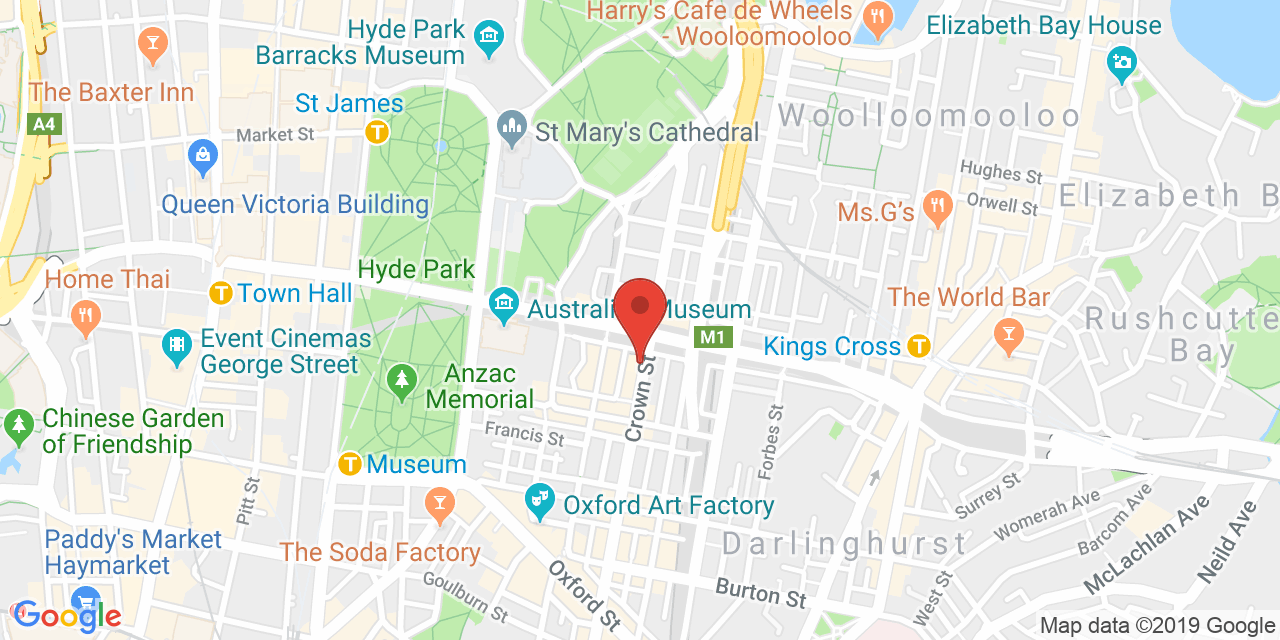 Harry's Cafe de Wheels
- Wooloomooloo
Hyde Park
Barracks Museum
Elizabeth Bay House
The Baxter Inn
St James
T
A4
Market St
St Mary's Cathedral
Woolloomooloo
Hughes St
Elizabeth B
Orwell St
Queen Victoria Building
Ms.G's
Hyde Park
Home Thai
T
Town Hall
The World Bar
Australi
Museum
Rushcutte
Bay
M1
Event Cinemas
George Street
Kings Cross
T
Anzac
Memorial
Crown St
Chinese Garden
of Friendship
Francis St
Forbes St
T
Museum
Pitt St
Surrey St
Womerah Ave
Barcom Ave
McLachlan Ave
Neild Ave
Oxford Art Factory
Paddy's Market
Haymarket
The Soda Factory
Darlinghurst
Goulburn St
Oxford St
Burton St
West St
Google
Map data ©2019 Google